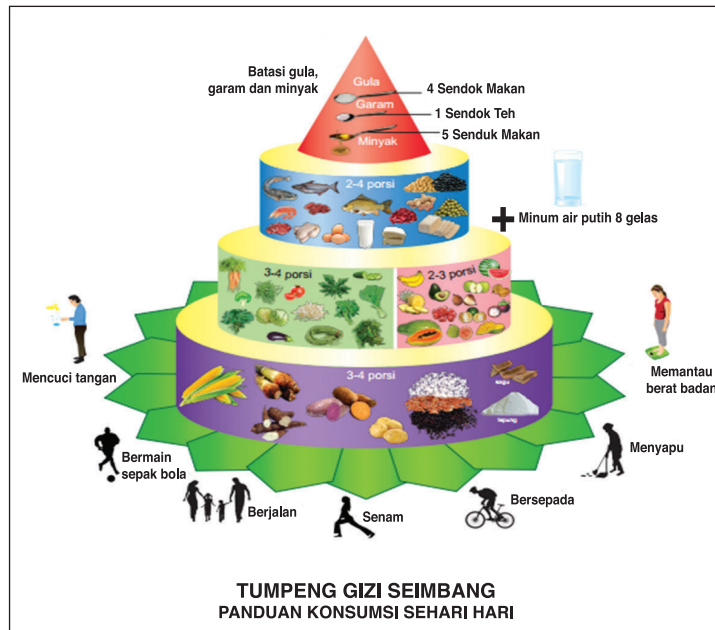 Batasi gula,
garam dan minyak
Gula
4 Sendok Makan
Garam
1 Sendok Teh
5 Senduk Makan
Minyak
2-4 porsi
Minum air putih 8 gelas
3-4 porsi
2-3 porsi
Mencuci tangan
Memantau
berat badan
3-4 porsi
sagu
tepung
Bermain
sepak bola
Menyapu
Berjalan
Senam
Bersepada
TUMPENG GIZI SEIMBANG
PANDUAN KONSUMSI SEHARI HARI